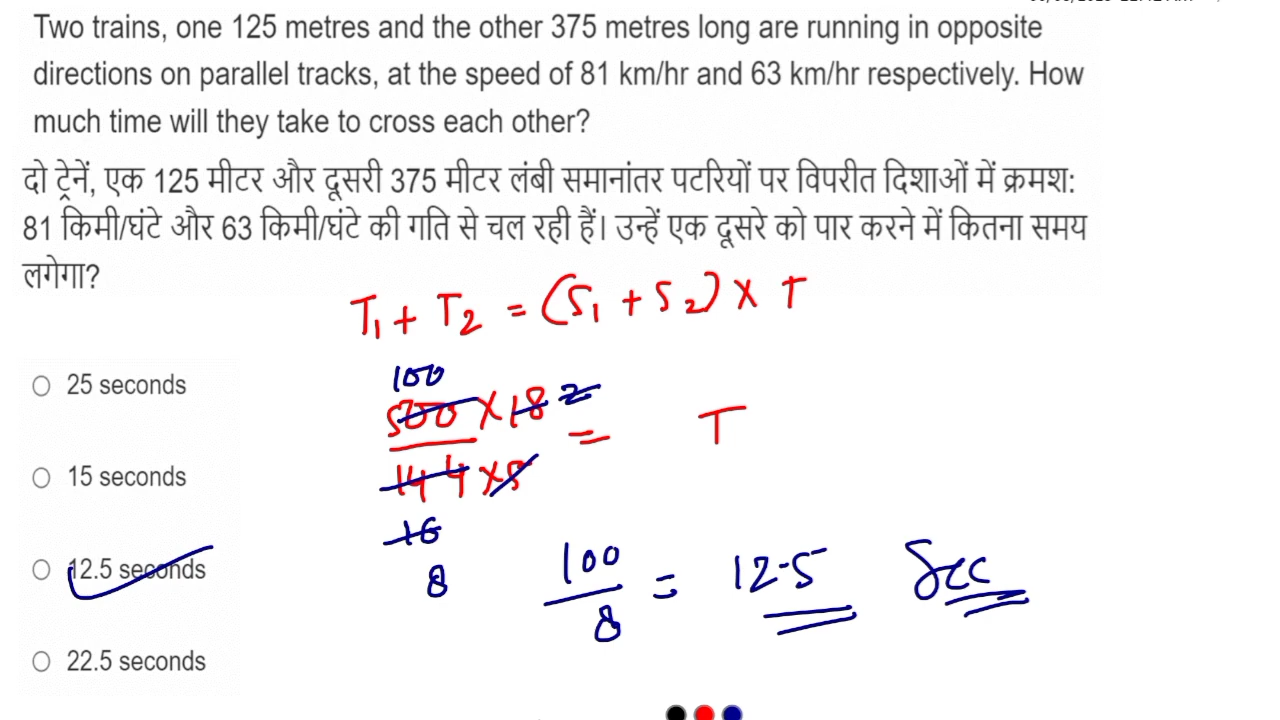 Two trains, one 125 metres and the other 375 metres long are running in opposite
directions on parallel tracks, at the speed of 81 km/hr and 63 km/hr respectively. How
much time will they take to cross each other?
दो ट्रेनें, एक 125 मीटर और दूसरी 375 मीटर लंबी समानांतर पटरियों पर विपरीत दिशाओं में क्रमश:
81 किमी/घंटे और 63 किमी/घंटे की गति से चल रही हैं। उन्हें एक दूसरे को पार करने में कितना समय
लगेगा?
T1 + T2 = (S1 + S2) X T
25 seconds
100
500 X 18 2 = T
15 seconds
144 X 5
16
12.5 seconds
8
100/8 = 12.5 Sec
22.5 seconds